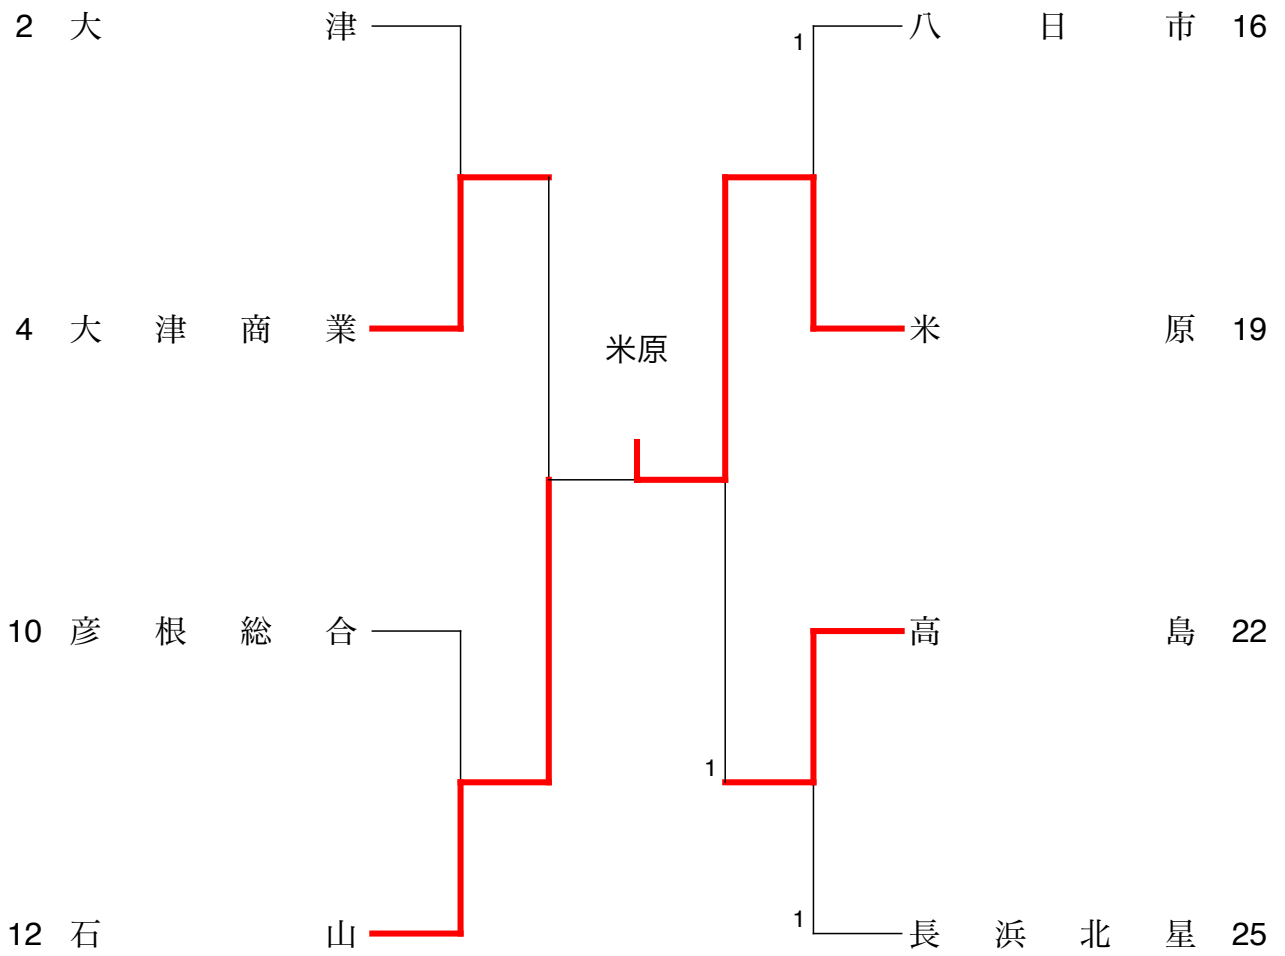 2 大津
4 大津商業
10 彦根総合
12 石山
米原
1 八日市 16
米原 19
高島 22
1
1 長浜北星 25